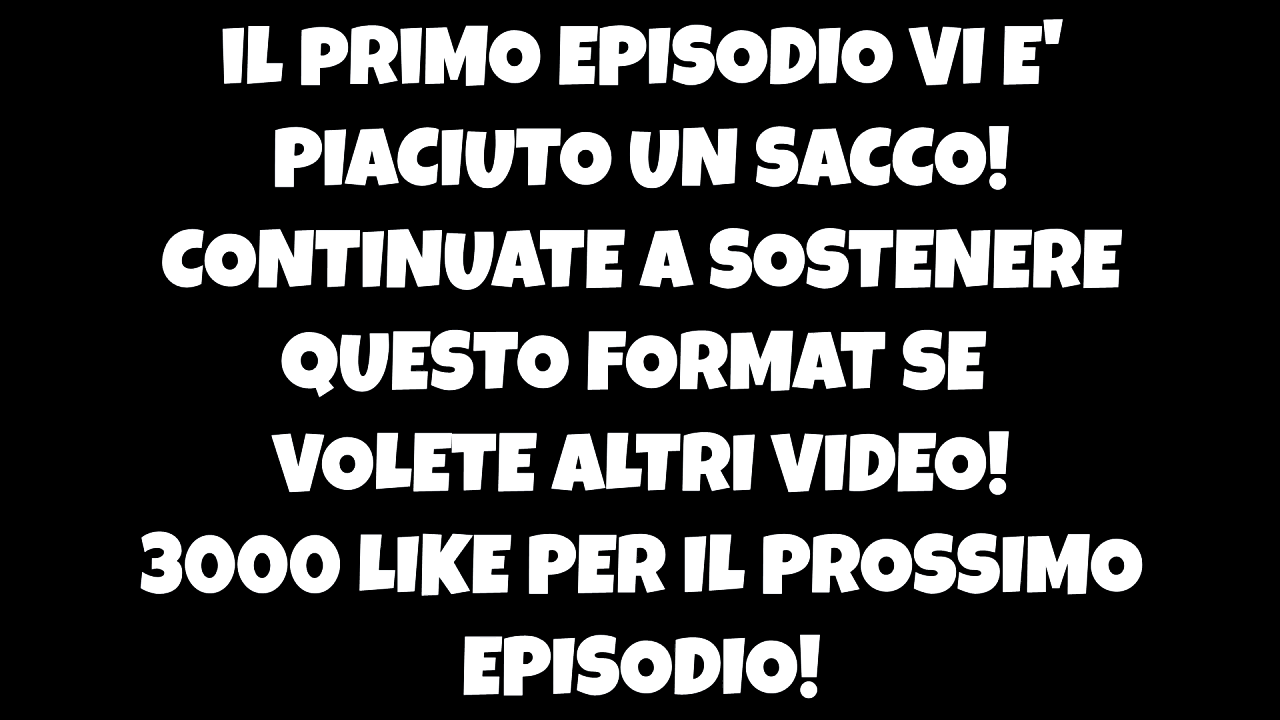 IL PRIMO EPISODIO VI E'
PIACIUTO UN SACCO!
CONTINUATE A SOSTENERE
QUESTO FORMAT SE
VOLETE ALTRI VIDEO!
3000 LIKE PER IL PROSSIMO
EPISODIO!